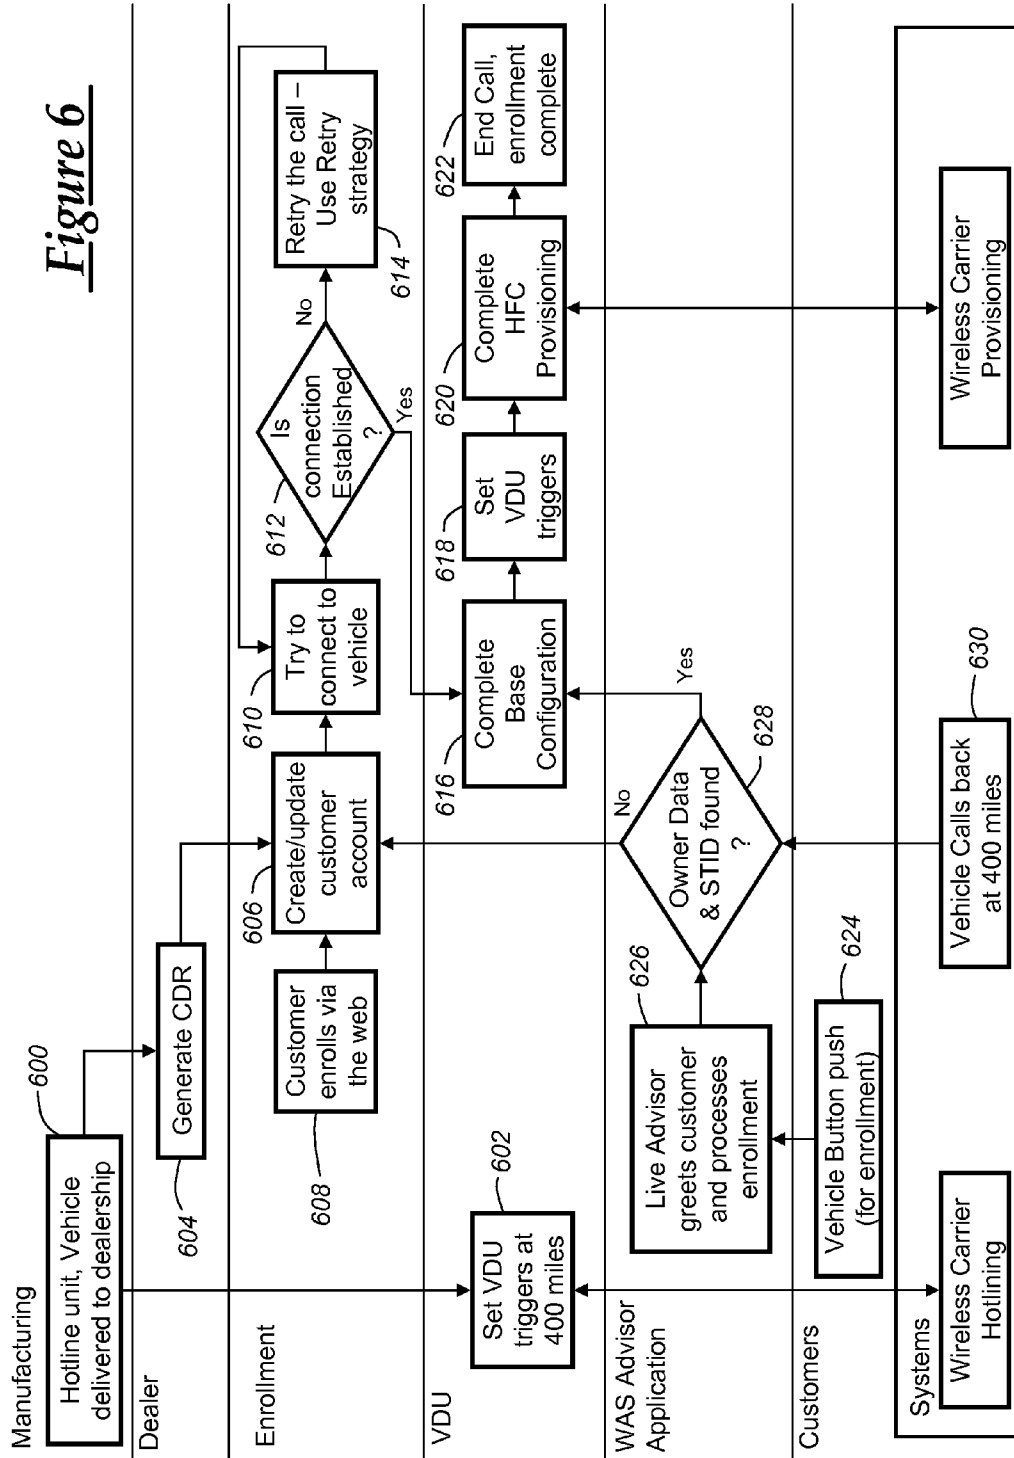 Figure 6
Manufacturing
Hotline unit, Vehicle
delivered to dealership
600
Dealer
Generate CDR
604
Enrollment
Customer
enrolls via
the web
608
Create/update
customer
account
606
Try to
connect to
vehicle
610
Is
connection
Established
?
612
No
Yes
Retry the call –
Use Retry
strategy
614
VDU
Set VDU
triggers at
400 miles
602
Complete
Base
Configuration
616
Set
VDU
triggers
618
Complete
HFC
Provisioning
620
End Call,
enrollment
complete
622
WAS Advisor
Application
Live Advisor
greets customer
and processes
enrollment
626
Owner Data
& STID found
?
628
No
Yes
Customers
Vehicle Button push
(for enrollment)
624
Systems
Wireless Carrier
Hotlining
Vehicle Calls back
at 400 miles
630
Wireless Carrier
Provisioning